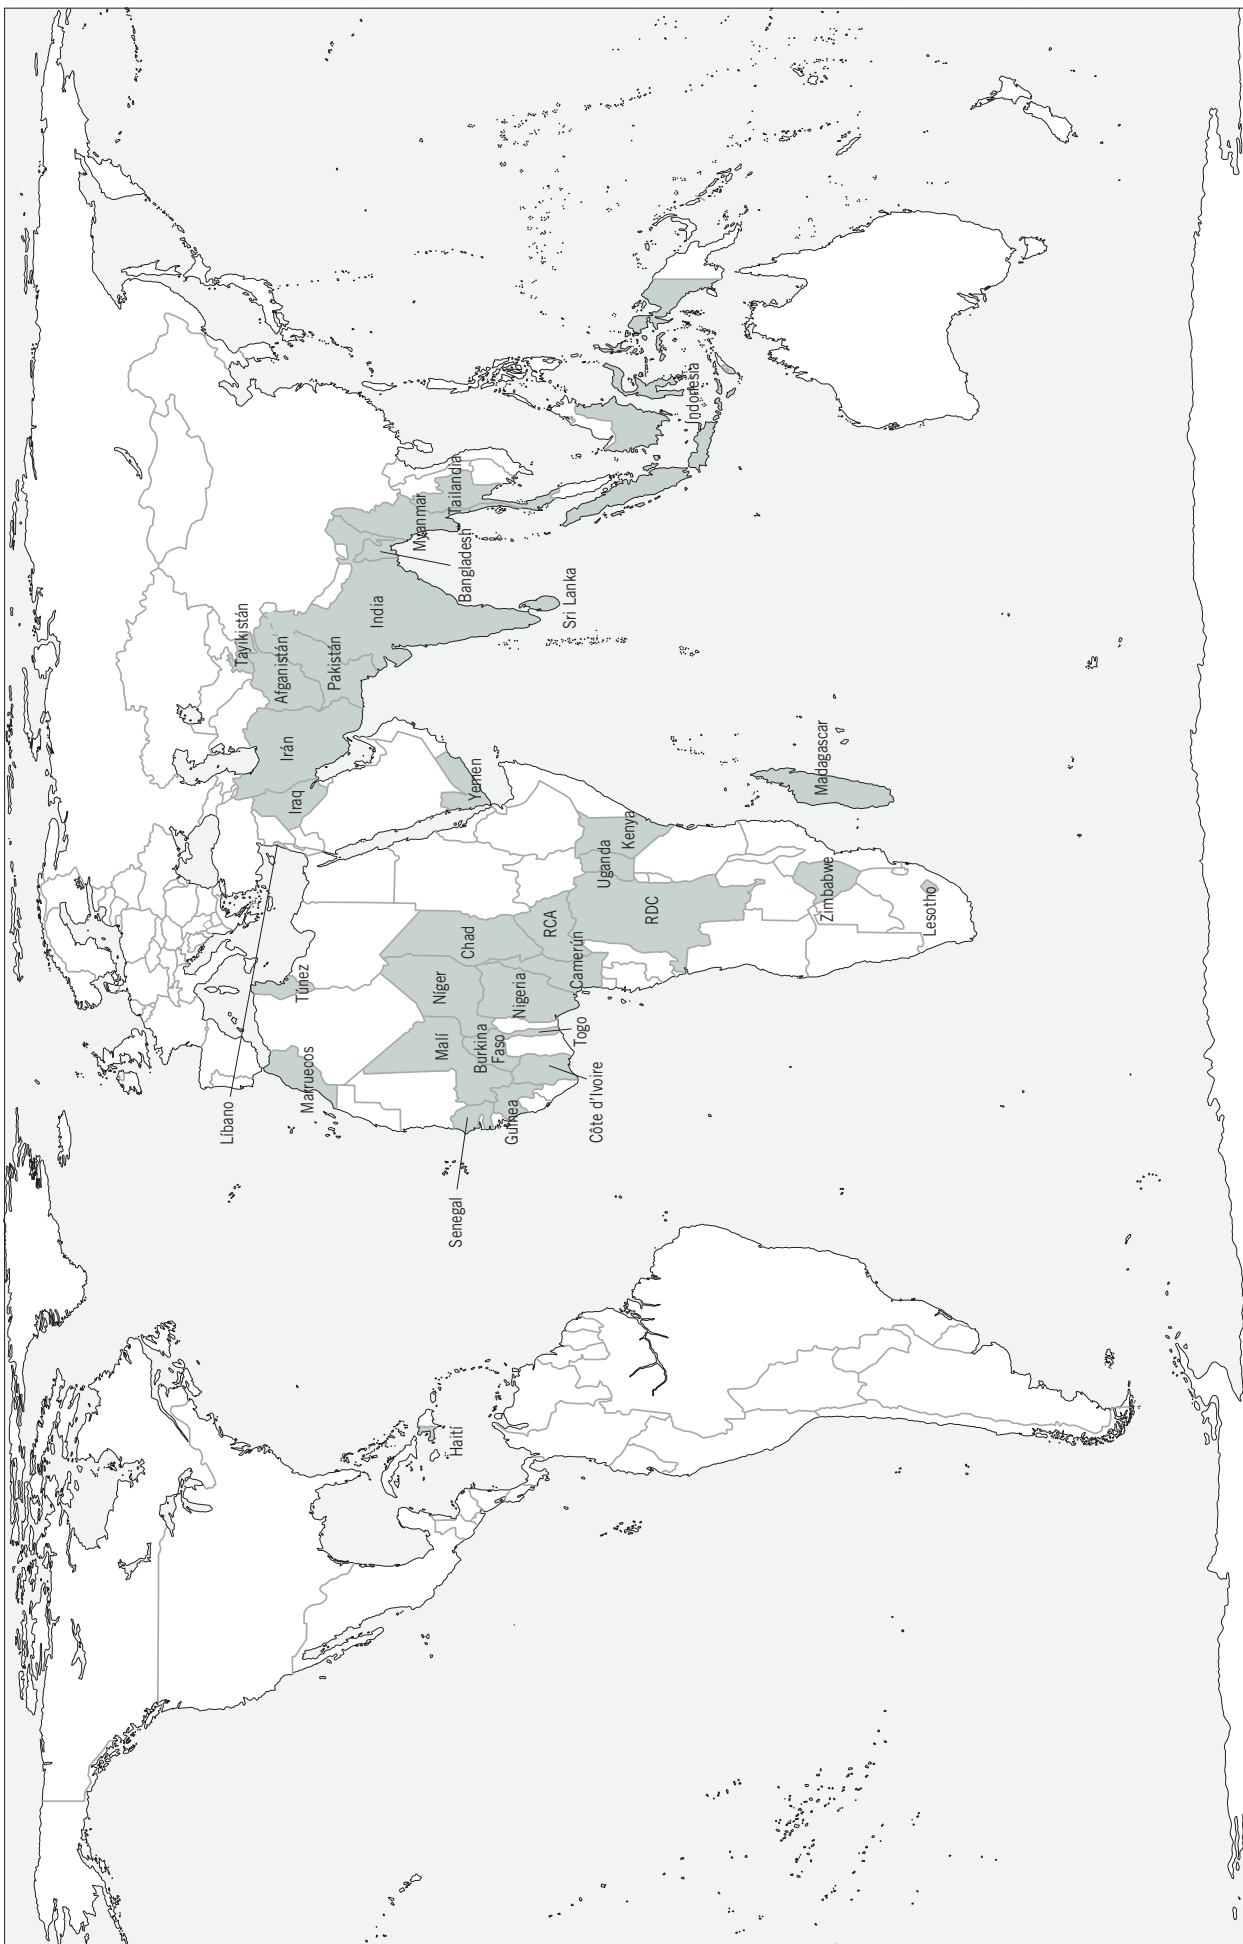 Haití
Senegal
Líbano
Marruecos
Túnez
Guinea
Côte d'Ivoire
Malí
Burkina
Faso
Togo
Níger
Nigeria
Chad
Camerún
RCA
RDC
Uganda
Kenya
Zimbabwe
Lesotho
Madagascar
Yemen
Iraq
Irán
Afganistán
Tayikistán
Pakistán
India
Sri Lanka
Bangladesh
Myanmar
Tailandia
Indonesia